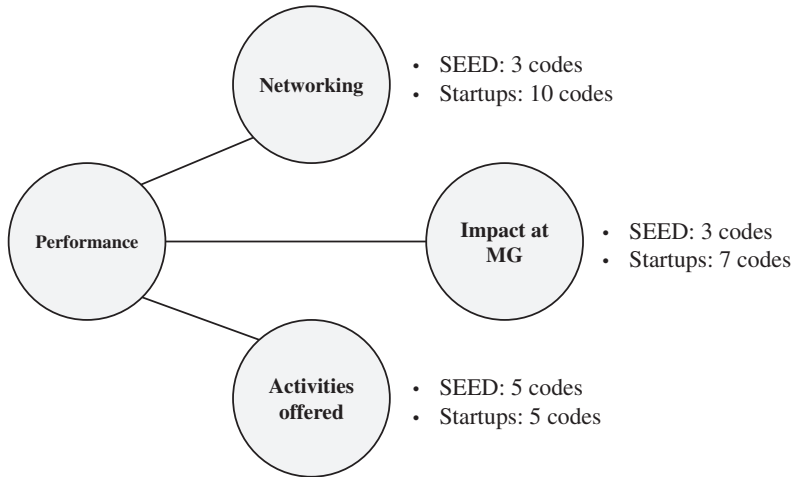 Networking
• SEED: 3 codes
• Startups: 10 codes
Performance
Impact at
MG
• SEED: 3 codes
• Startups: 7 codes
Activities
offered
• SEED: 5 codes
• Startups: 5 codes